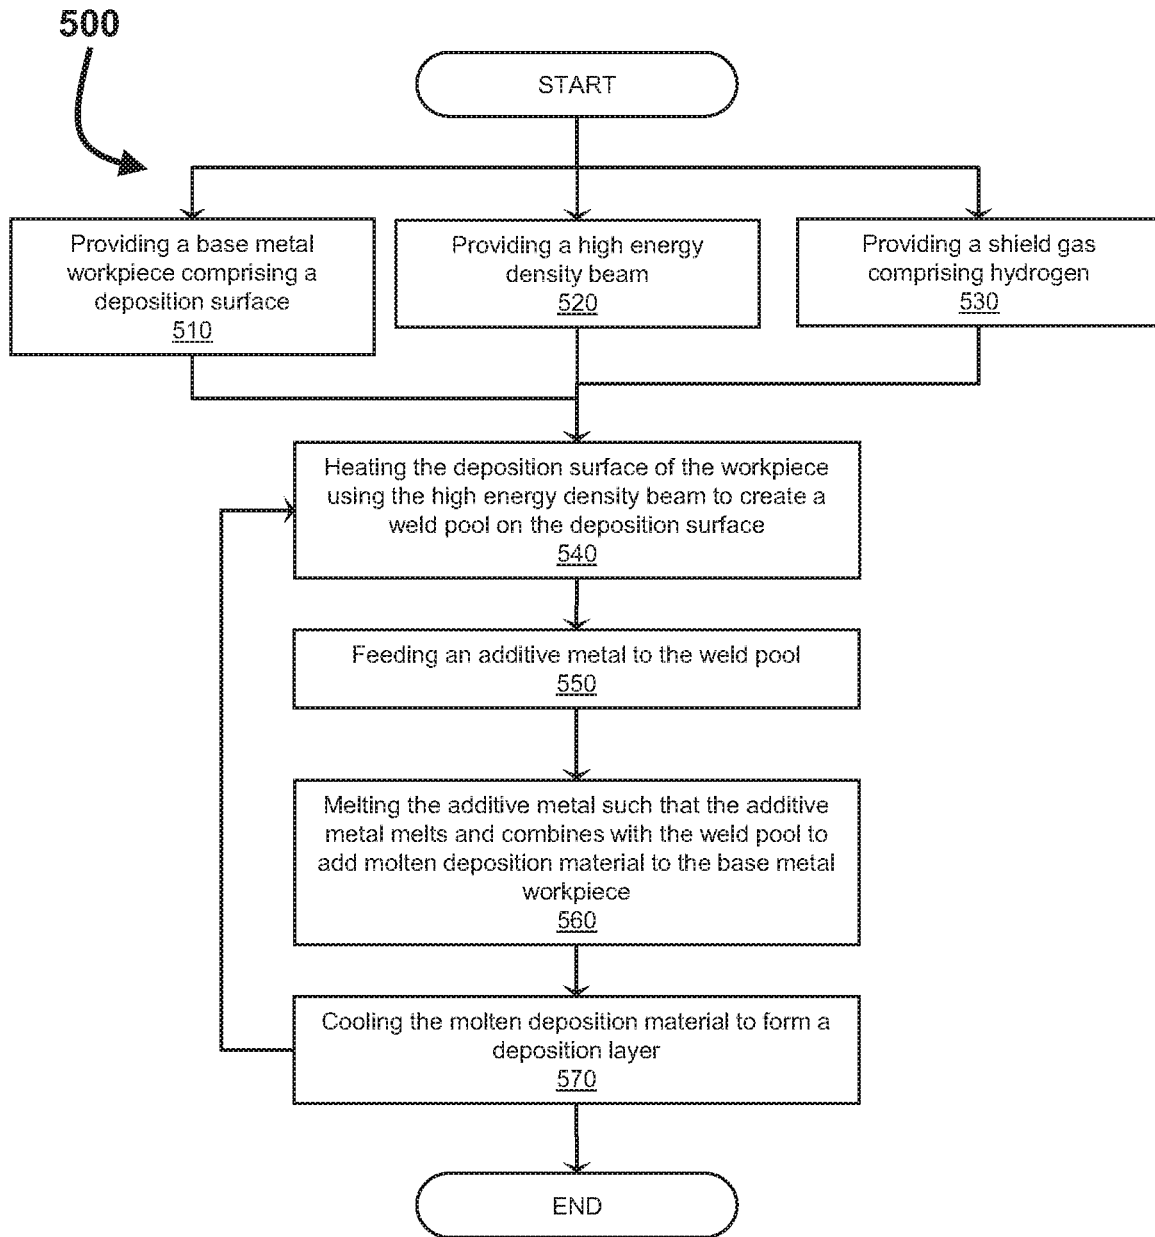 500
START
Providing a base metal
workpiece comprising a
deposition surface
510
Providing a high energy
density beam
520
Providing a shield gas
comprising hydrogen
530
Heating the deposition surface of the workpiece
using the high energy density beam to create a
weld pool on the deposition surface
540
Feeding an additive metal to the weld pool
550
Melting the additive metal such that the additive
metal melts and combines with the weld pool to
add molten deposition material to the base metal
workpiece
560
Cooling the molten deposition material to form a
deposition layer
570
END